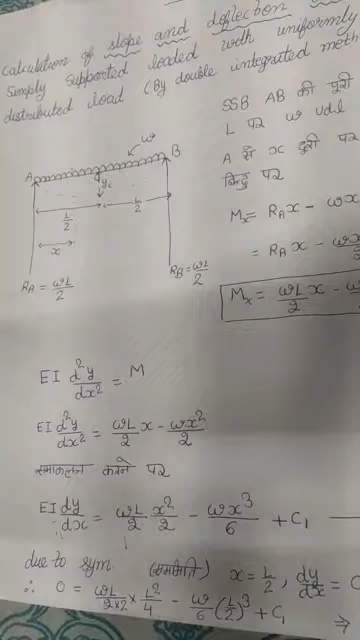 Calculation of slope and deflection
Simply supported loaded with uniformly
distributed load (By double integrated meth
SSB AB की पूरी
L पर w udl
A से x दूरी पर
बिन्दु पर
w
A B
yc
L/2 L/2
x
RA = wL/2
RB = wL/2
Mx = RA x - wx
= RA x - wx
Mx = wL/2 x - w
EI d²y/dx² = M
EI d²y/dx² = wL/2 x - wx²/2
समाकलन करने पर
EI dy/dx = wL/2 x²/2 - wx³/6 + C1
due to sym (सममिति) x = L/2, dy/dx = 0
∴ 0 = wL/2×2 × L²/4 - w/6 (L/2)³ + C1 ⇒